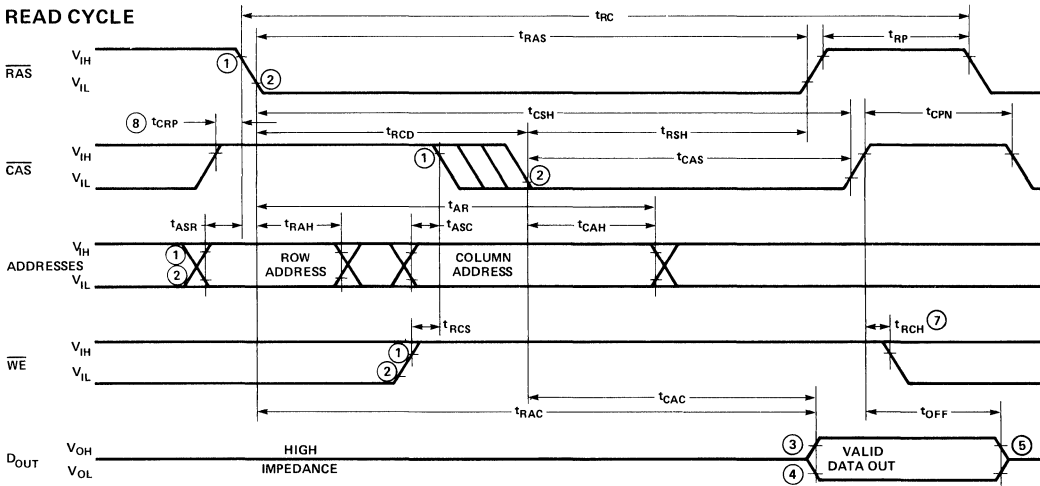 READ CYCLE
tRC
tRAS
tRP
RAS
VIH
VIL
1
2
tCSH
tCPN
8 tCRP
tRCD
tRSH
CAS
VIH
VIL
1
2
tCAS
tAR
tASR
tRAH
tASC
tCAH
ADDRESSES
VIH
VIL
1
2
ROW
ADDRESS
COLUMN
ADDRESS
tRCS
tRCH 7
WE
VIH
VIL
1
2
tCAC
tRAC
tOFF
DOUT
VOH
VOL
HIGH
IMPEDANCE
3
4
VALID
DATA OUT
5